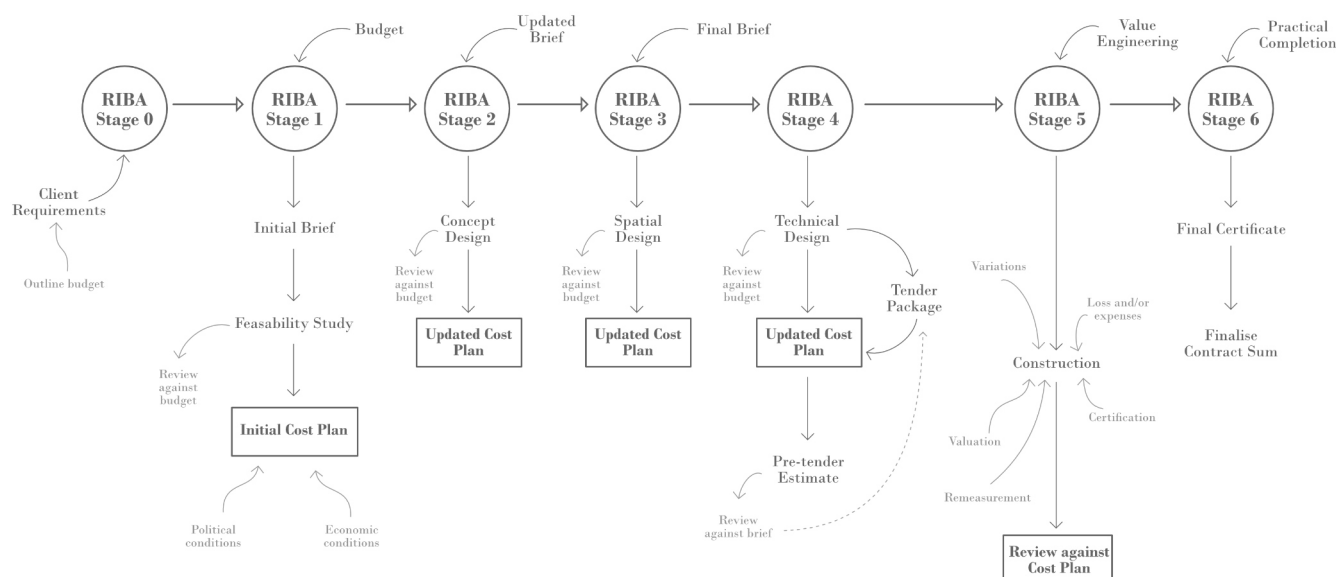 Budget
Updated
Brief
Final Brief
Value
Engineering
Practical
Completion
RIBA
Stage 0
RIBA
Stage 1
RIBA
Stage 2
RIBA
Stage 3
RIBA
Stage 4
RIBA
Stage 5
RIBA
Stage 6
Client
Requirements
Outline budget
Initial Brief
Feasability Study
Review
against
budget
Initial Cost Plan
Political
conditions
Economic
conditions
Concept
Design
Review
against
budget
Updated Cost
Plan
Spatial
Design
Review
against
budget
Updated Cost
Plan
Technical
Design
Review
against
budget
Tender
Package
Updated Cost
Plan
Pre-tender
Estimate
Review
against brief
Variations
Loss and/or
expenses
Construction
Valuation
Certification
Remeasurement
Review against
Cost Plan
Final Certificate
Finalise
Contract Sum